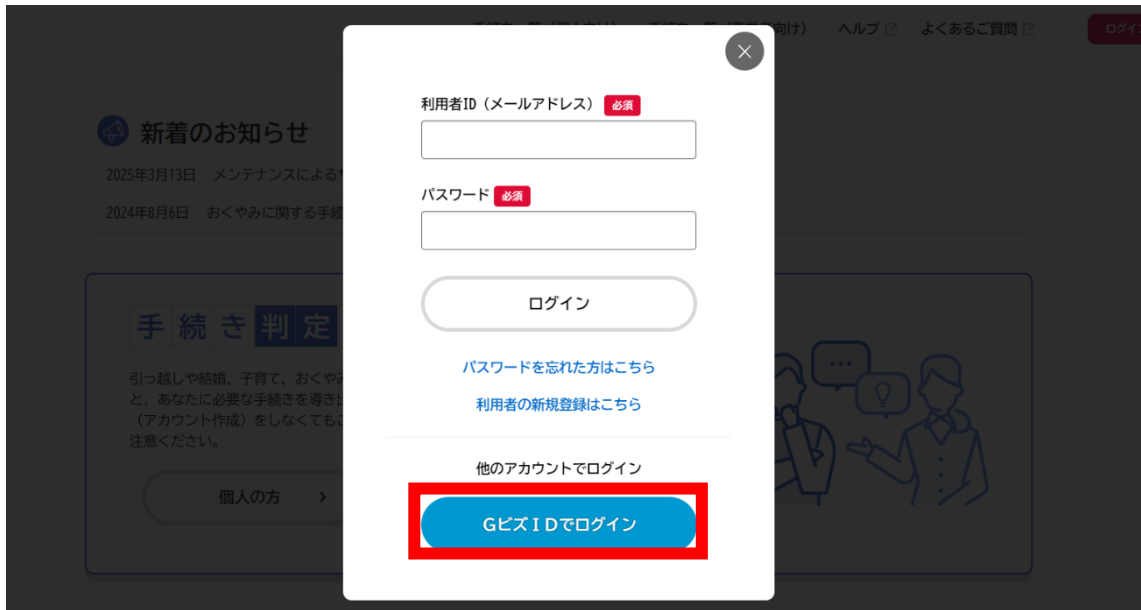 向け）
ヘルプ
よくあるご質問
利用者ID（メールアドレス） 必須
新着のお知らせ
2025年3月13日 メンテナンスによる
パスワード 必須
2024年8月6日 おくやみに関する手続
ログイン
手続き判定
パスワードを忘れた方はこちら
引っ越しや結婚、子育て，おくやみ
と、あなたに必要な手続きを導き
（アカウント作成）をしなくても
注意ください。
利用者の新規登録はこちら
他のアカウントでログイン
個人の方
GビズIDでログイン